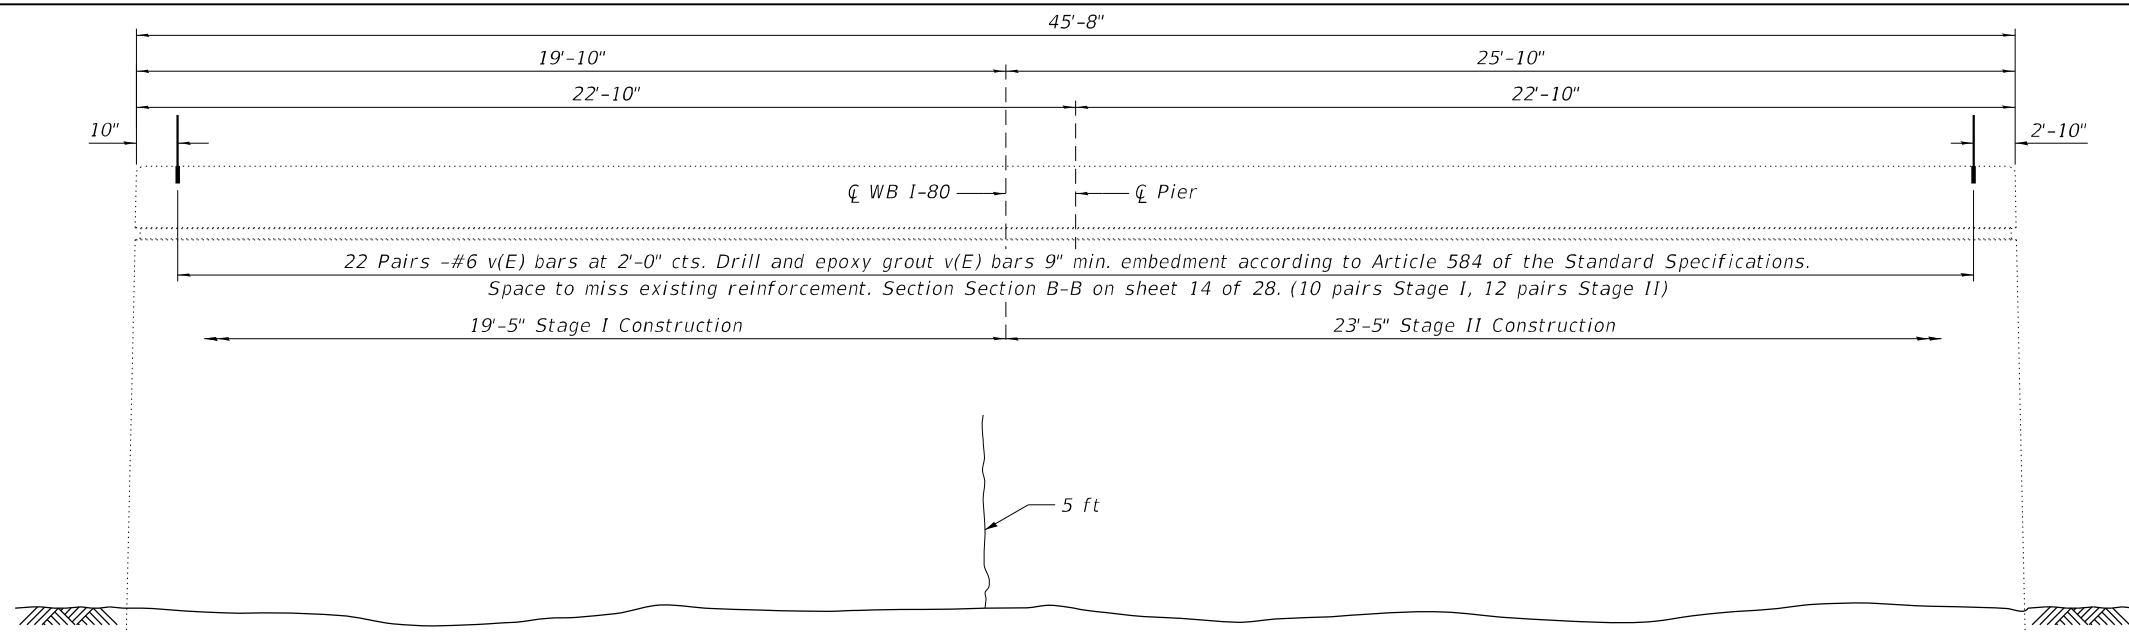 45'-8"
19'-10" 25'-10"
22'-10" 22'-10"
10" 2'-10"
℄ WB I-80 ℄ Pier
22 Pairs -#6 v(E) bars at 2'-0" cts. Drill and epoxy grout v(E) bars 9" min. embedment according to Article 584 of the Standard Specifications.
Space to miss existing reinforcement. Section Section B-B on sheet 14 of 28. (10 pairs Stage I, 12 pairs Stage II)
19'-5" Stage I Construction 23'-5" Stage II Construction
5 ft